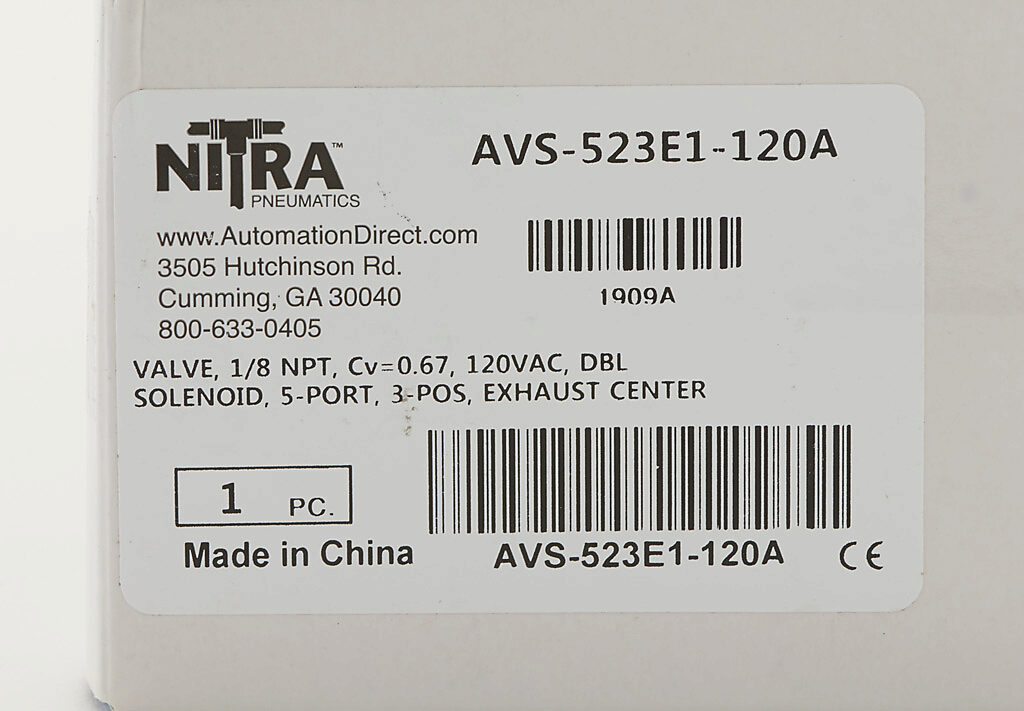 NITRA™
PNEUMATICS
AVS-523E1-120A
www.AutomationDirect.com
3505 Hutchinson Rd.
Cumming, GA 30040
800-633-0405
1909A
VALVE, 1/8 NPT, Cv=0.67, 120VAC, DBL
SOLENOID, 5-PORT, 3-POS, EXHAUST CENTER
1 PC.
Made in China
AVS-523E1-120A
CE